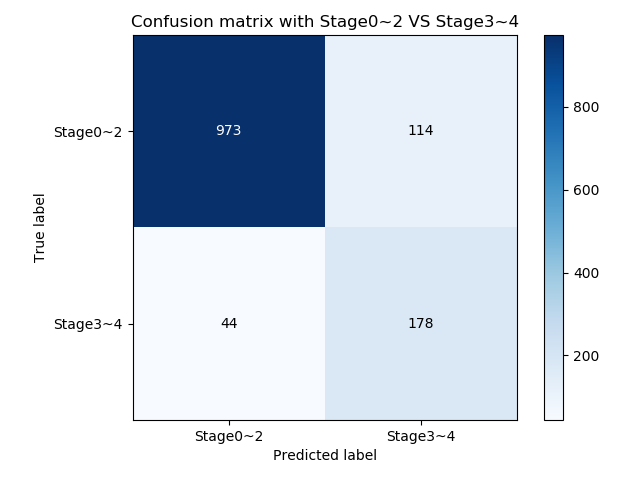 Confusion matrix with Stage0~2 VS Stage3~4
Stage0~2
973
114
800
600
True label
400
Stage3~4
44
178
200
Stage0~2
Stage3~4
Predicted label